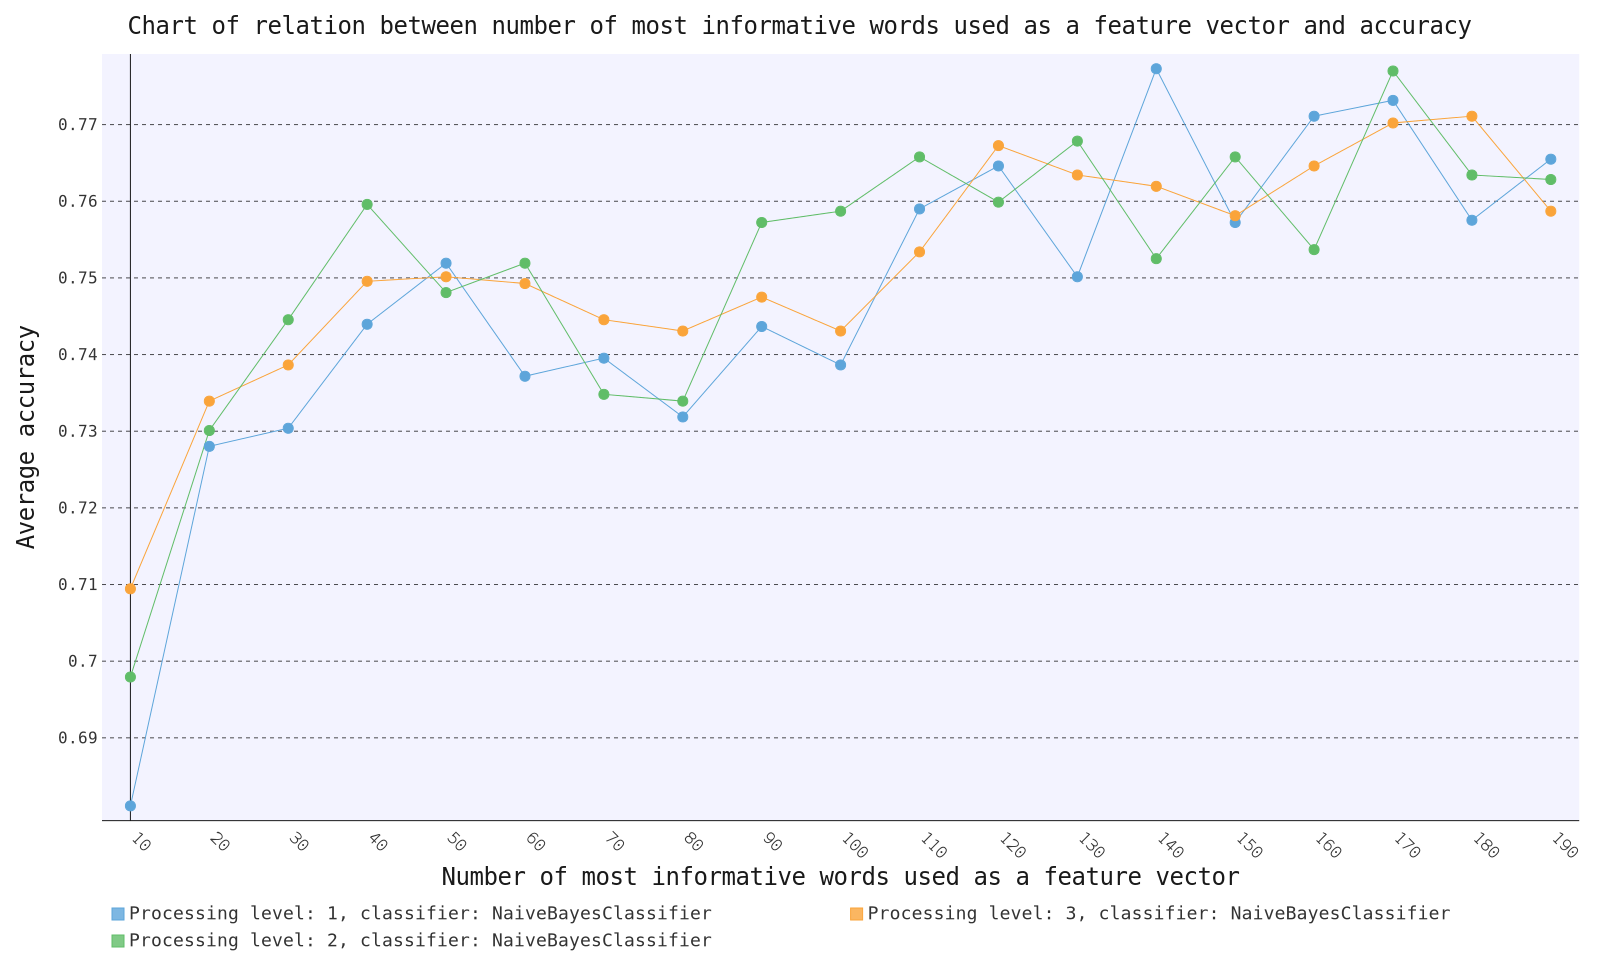 Chart of relation between number of most informative words used as a feature vector and accuracy
Average accuracy
0.77
0.76
0.75
0.74
0.73
0.72
0.71
0.7
0.69
10 20 30 40 50 60 70 80 90 100 110 120 130 140 150 160 170 180 190
Number of most informative words used as a feature vector
Processing level: 1, classifier: NaiveBayesClassifier
Processing level: 3, classifier: NaiveBayesClassifier
Processing level: 2, classifier: NaiveBayesClassifier